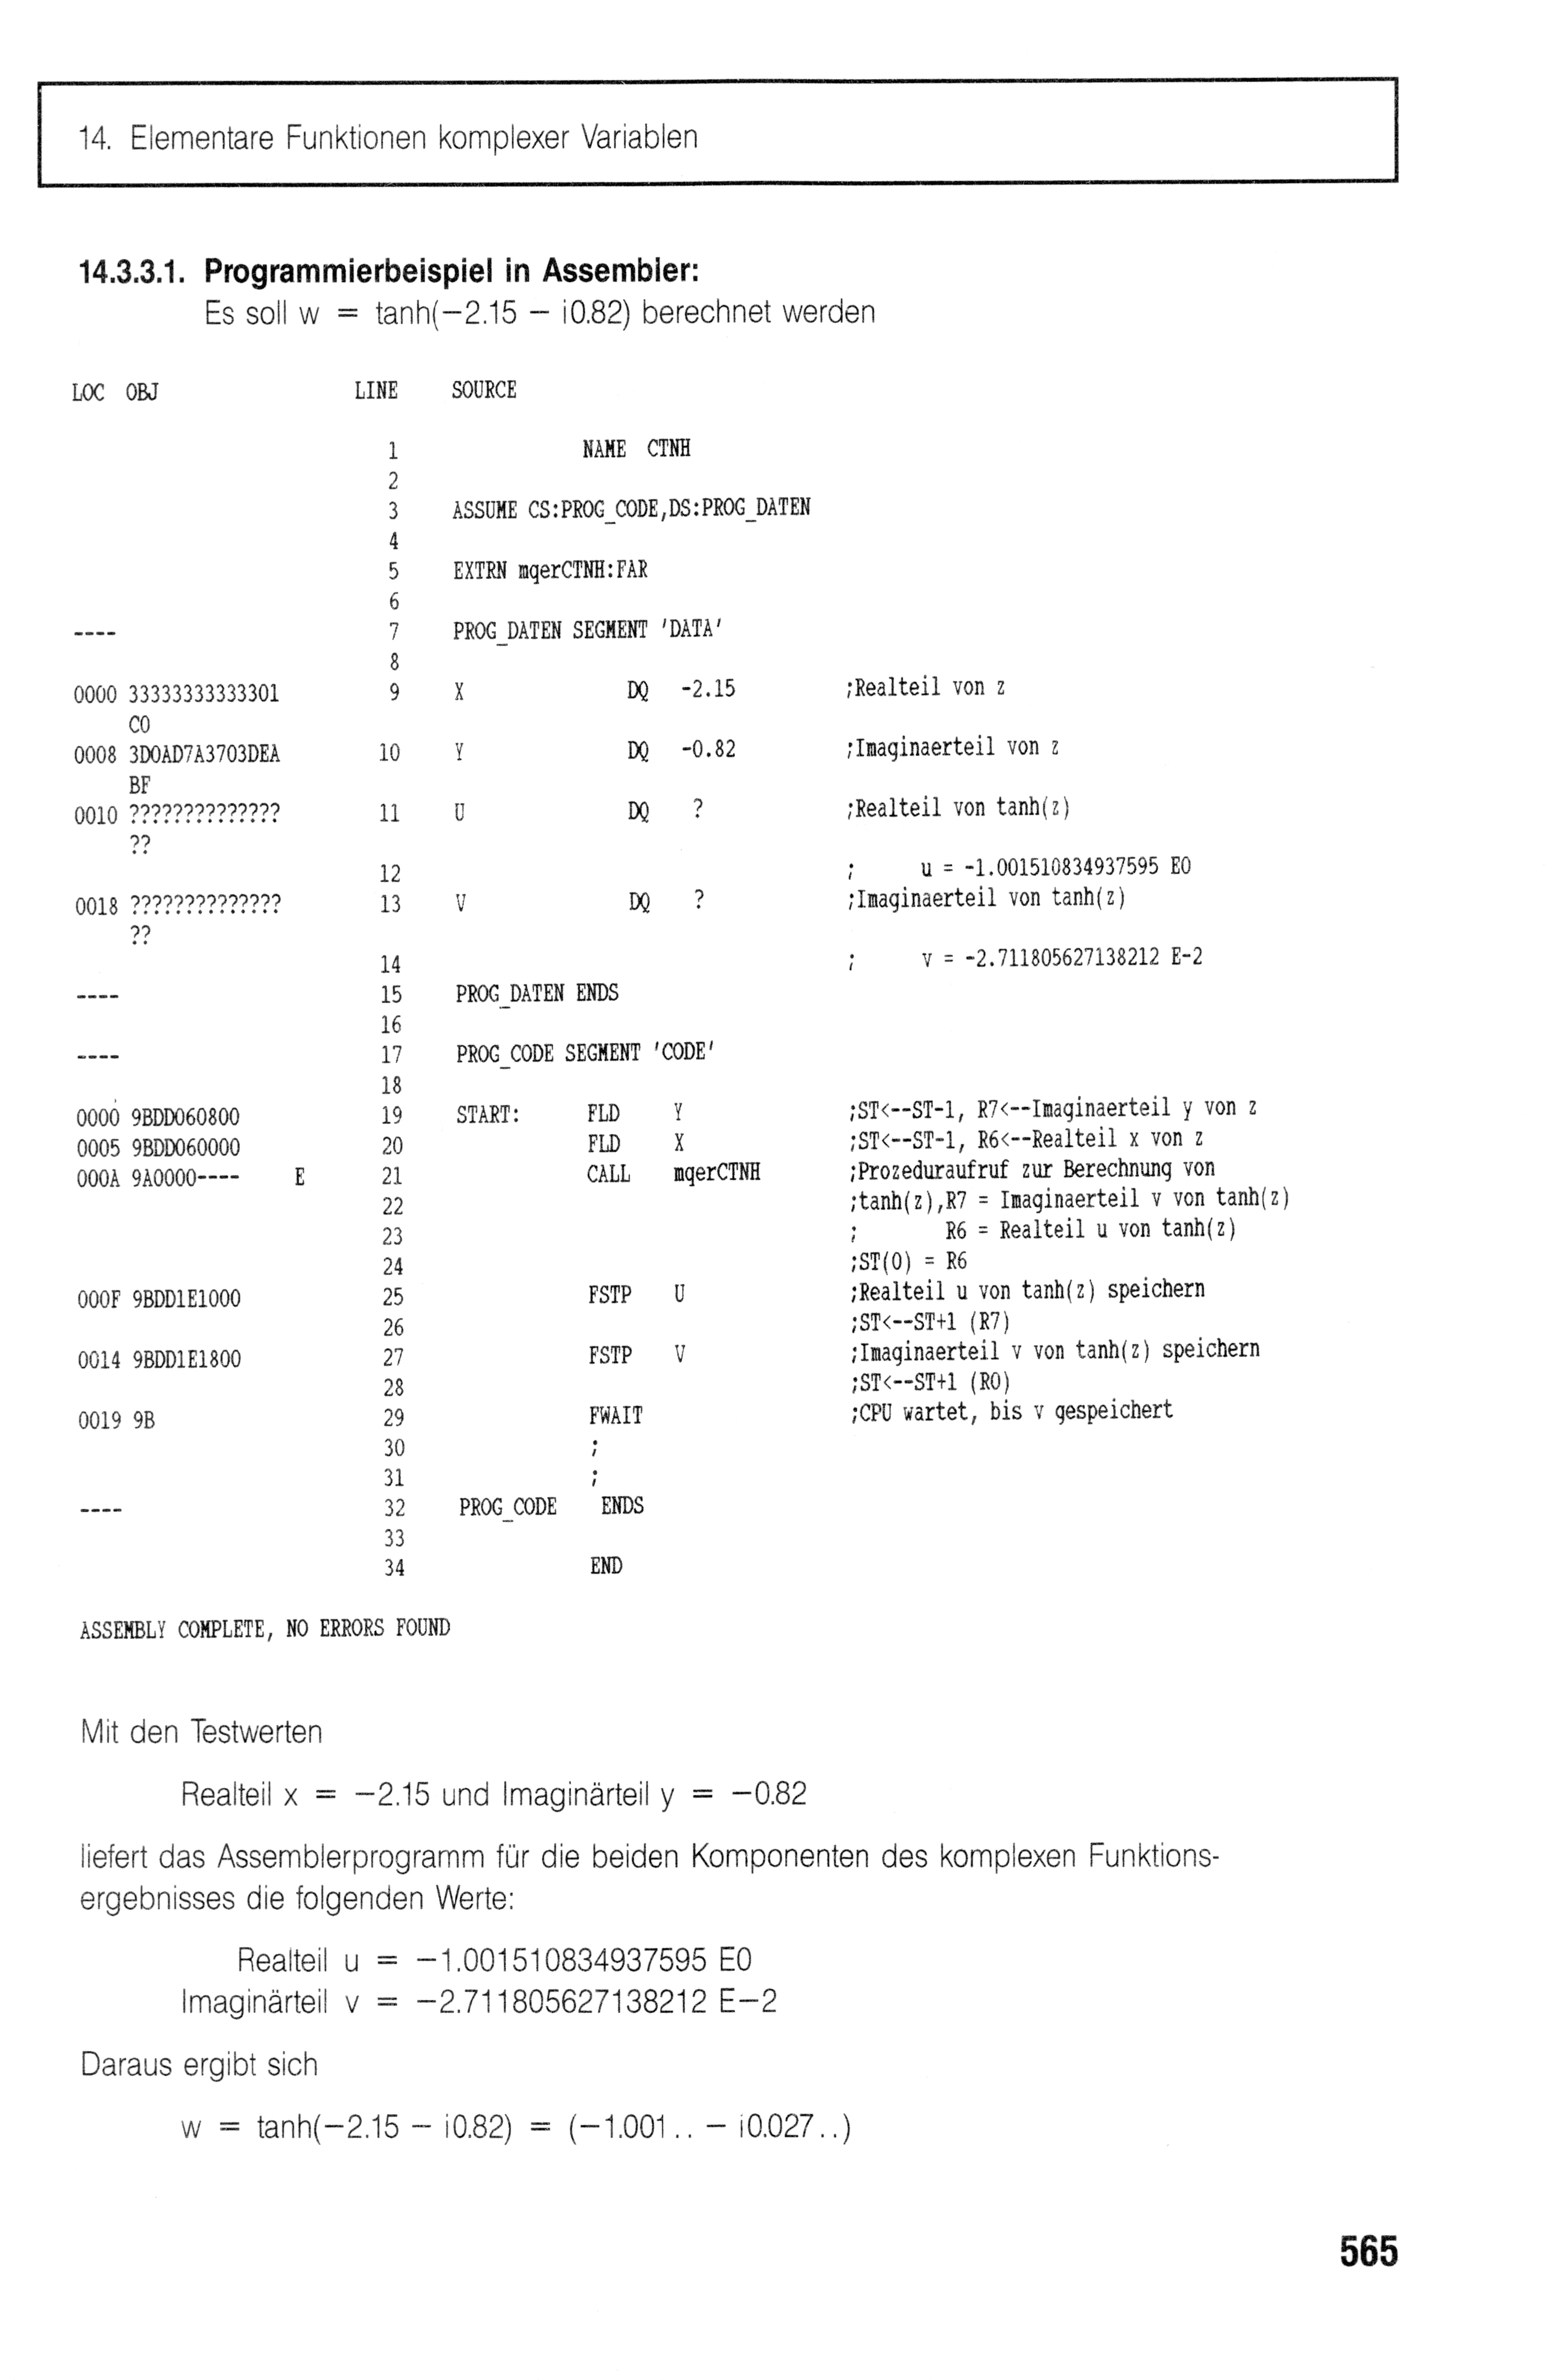 14. Elementare Funktionen komplexer Variablen
14.3.3.1. Programmierbeispiel in Assembler:
Es soll w = tanh(−2.15 − i0.82) berechnet werden
LOC OBJ LINE SOURCE
1 NAME CTNH
2
3 ASSUME CS:PROG_CODE,DS:PROG_DATEN
4
5 EXTRN mqerCTNH:FAR
6
---- 7 PROG_DATEN SEGMENT 'DATA'
8
0000 33333333333301 9 X DQ -2.15 ;Realteil von z
C0
0008 3D0AD7A3703DEA 10 Y DQ -0.82 ;Imaginaerteil von z
BF
0010 ?????????????? 11 U DQ ? ;Realteil von tanh(z)
??
12 ; u = -1.001510834937595 E0
0018 ?????????????? 13 V DQ ? ;Imaginaerteil von tanh(z)
??
14 ; v = -2.711805627138212 E-2
---- 15 PROG_DATEN ENDS
16
---- 17 PROG_CODE SEGMENT 'CODE'
18
0000 9BDD060800 19 START: FLD Y ;ST<--ST-1, R7<--Imaginaerteil y von z
0005 9BDD060000 20 FLD X ;ST<--ST-1, R6<--Realteil x von z
000A 9A0000---- E 21 CALL mqerCTNH ;Prozeduraufruf zur Berechnung von
22 ;tanh(z),R7 = Imaginaerteil v von tanh(z)
23 ; R6 = Realteil u von tanh(z)
24 ;ST(0) = R6
000F 9BDD1E1000 25 FSTP U ;Realteil u von tanh(z) speichern
26 ;ST<--ST+1 (R7)
0014 9BDD1E1800 27 FSTP V ;Imaginaerteil v von tanh(z) speichern
28 ;ST<--ST+1 (R0)
0019 9B 29 FWAIT ;CPU wartet, bis v gespeichert
30 ;
31 ;
---- 32 PROG_CODE ENDS
33
34 END
ASSEMBLY COMPLETE, NO ERRORS FOUND
Mit den Testwerten
Realteil x = −2.15 und Imaginärteil y = −0.82
liefert das Assemblerprogramm für die beiden Komponenten des komplexen Funktions-
ergebnisses die folgenden Werte:
Realteil u = −1.001510834937595 E0
Imaginärteil v = −2.711805627138212 E−2
Daraus ergibt sich
w = tanh(−2.15 − i0.82) = (−1.001.. − i0.027..)
565